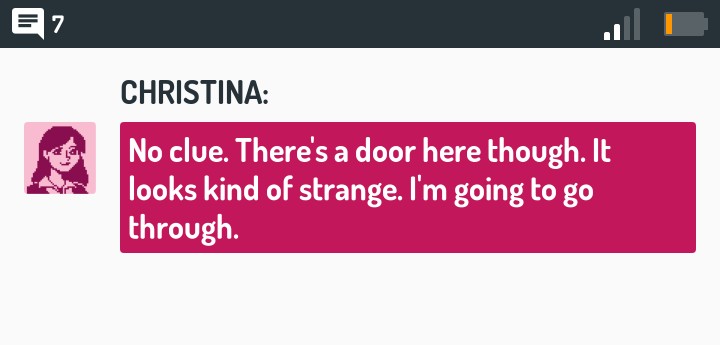 7
CHRISTINA:
No clue. There's a door here though. It
looks kind of strange. I'm going to go
through.